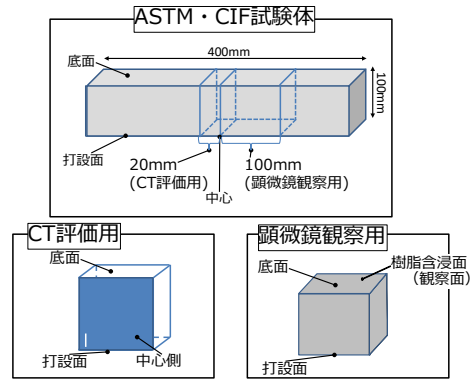 ASTM・CIF試験体
400mm
底面
100mm
打設面
20mm
(CT評価用)
中心
100mm
(顕微鏡観察用)
CT評価用
底面
打設面
中心側
顕微鏡観察用
底面
樹脂含浸面
（観察面）
打設面